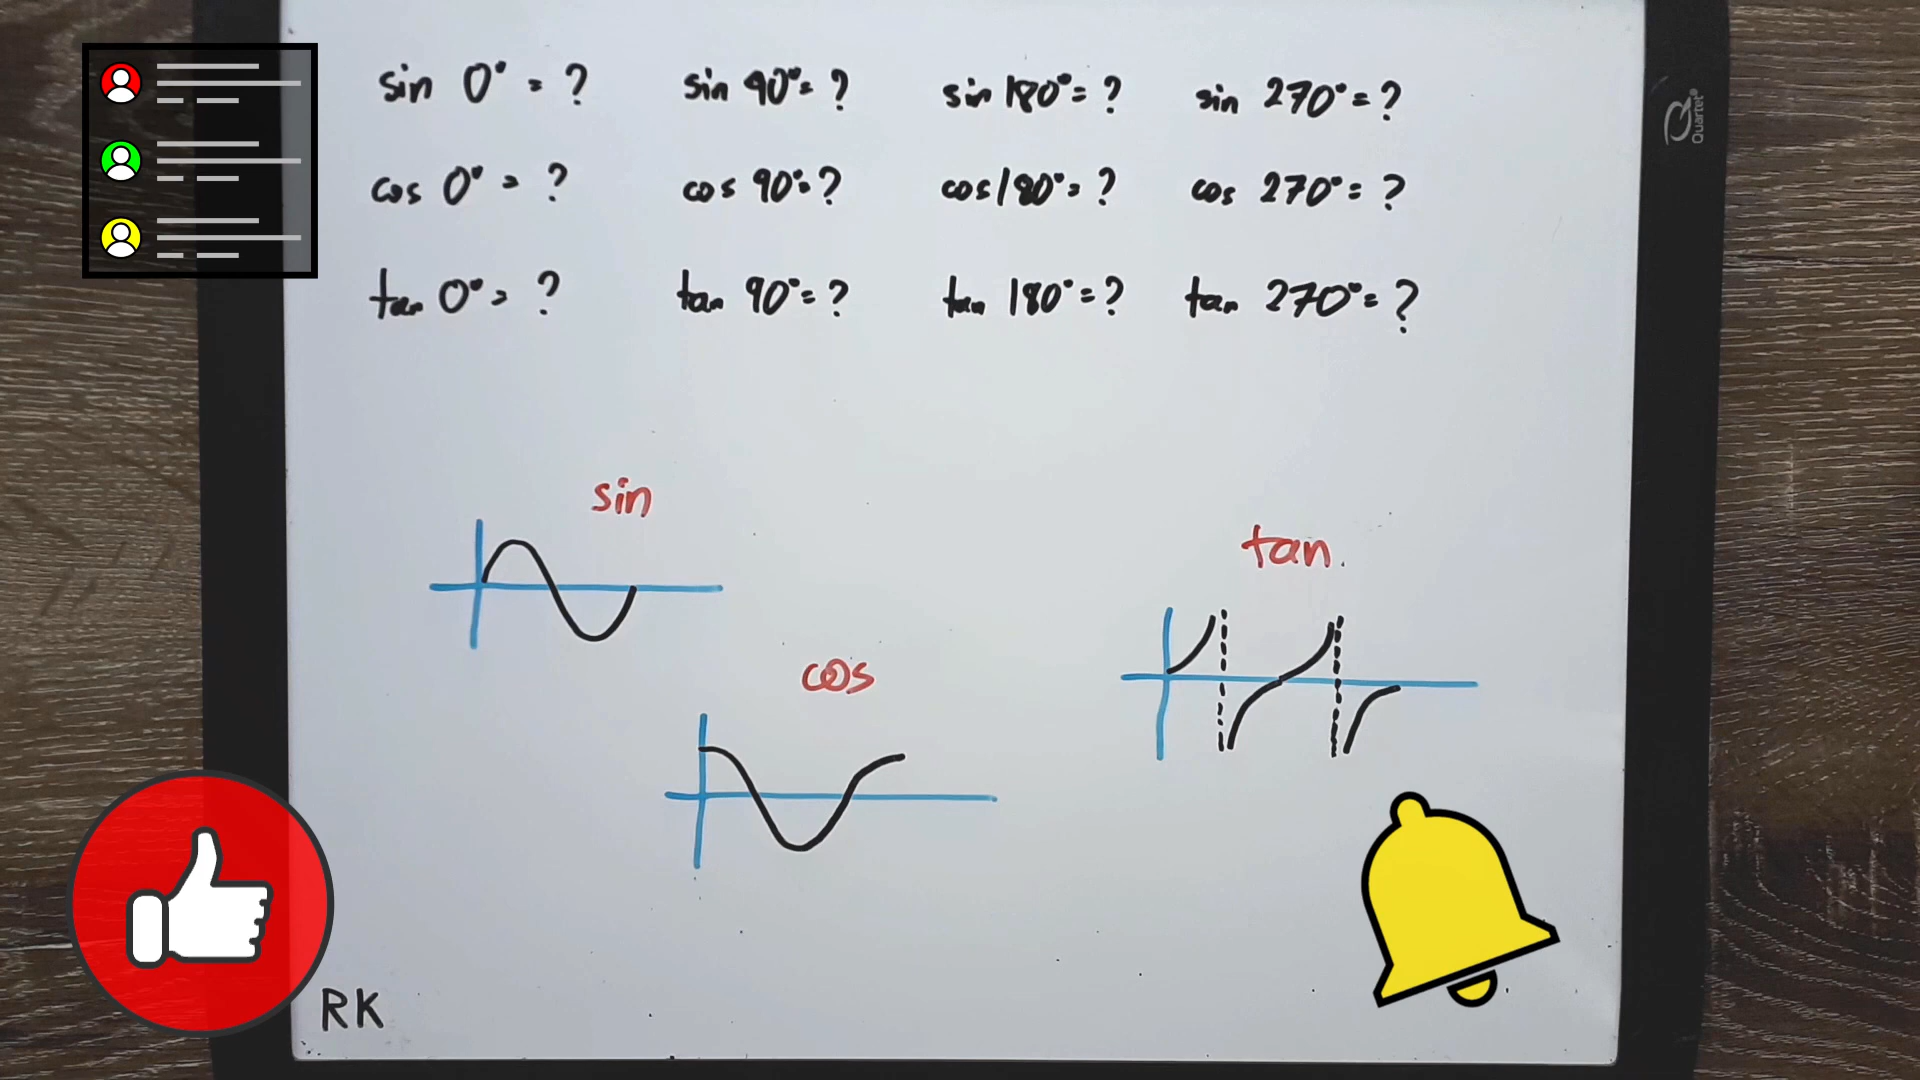 sin 0° = ? sin 90° = ? sin 180° = ? sin 270° = ?
cos 0° = ? cos 90° = ? cos 180° = ? cos 270° = ?
tan 0° = ? tan 90° = ? tan 180° = ? tan 270° = ?
sin
tan
cos
RK
Quartet